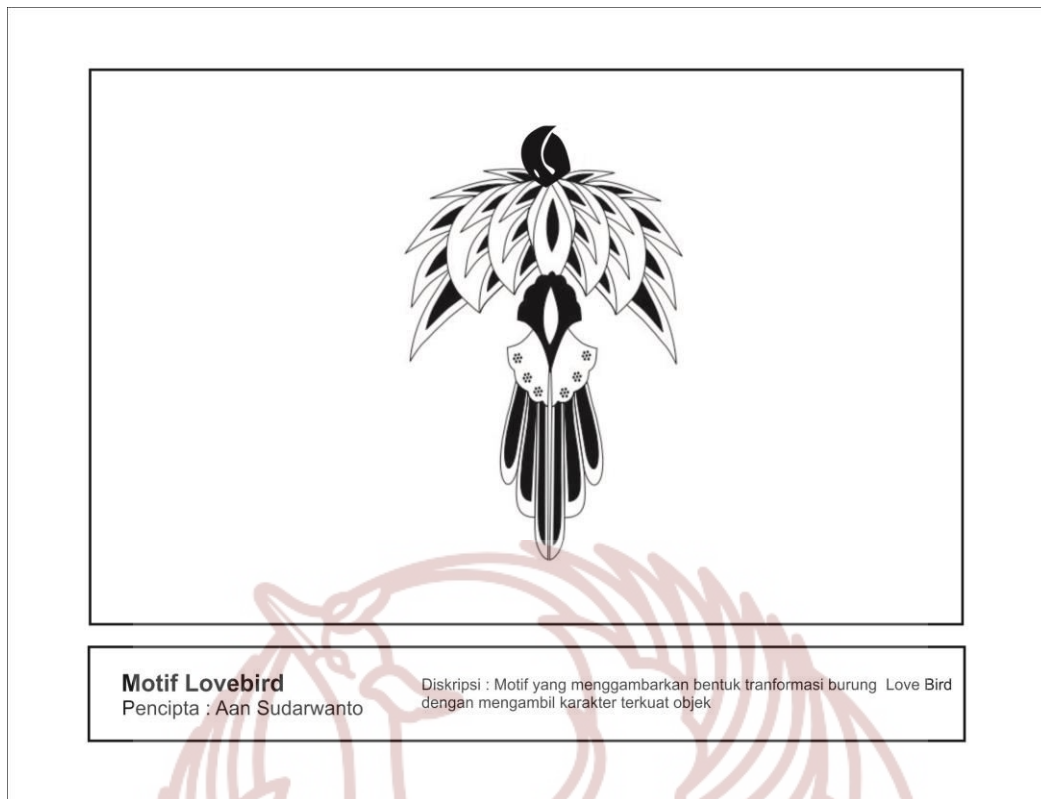 Motif Lovebird
Pencipta : Aan Sudarwanto
Diskripsi : Motif yang menggambarkan bentuk tranformasi burung  Love Bird
dengan mengambil karakter terkuat objek